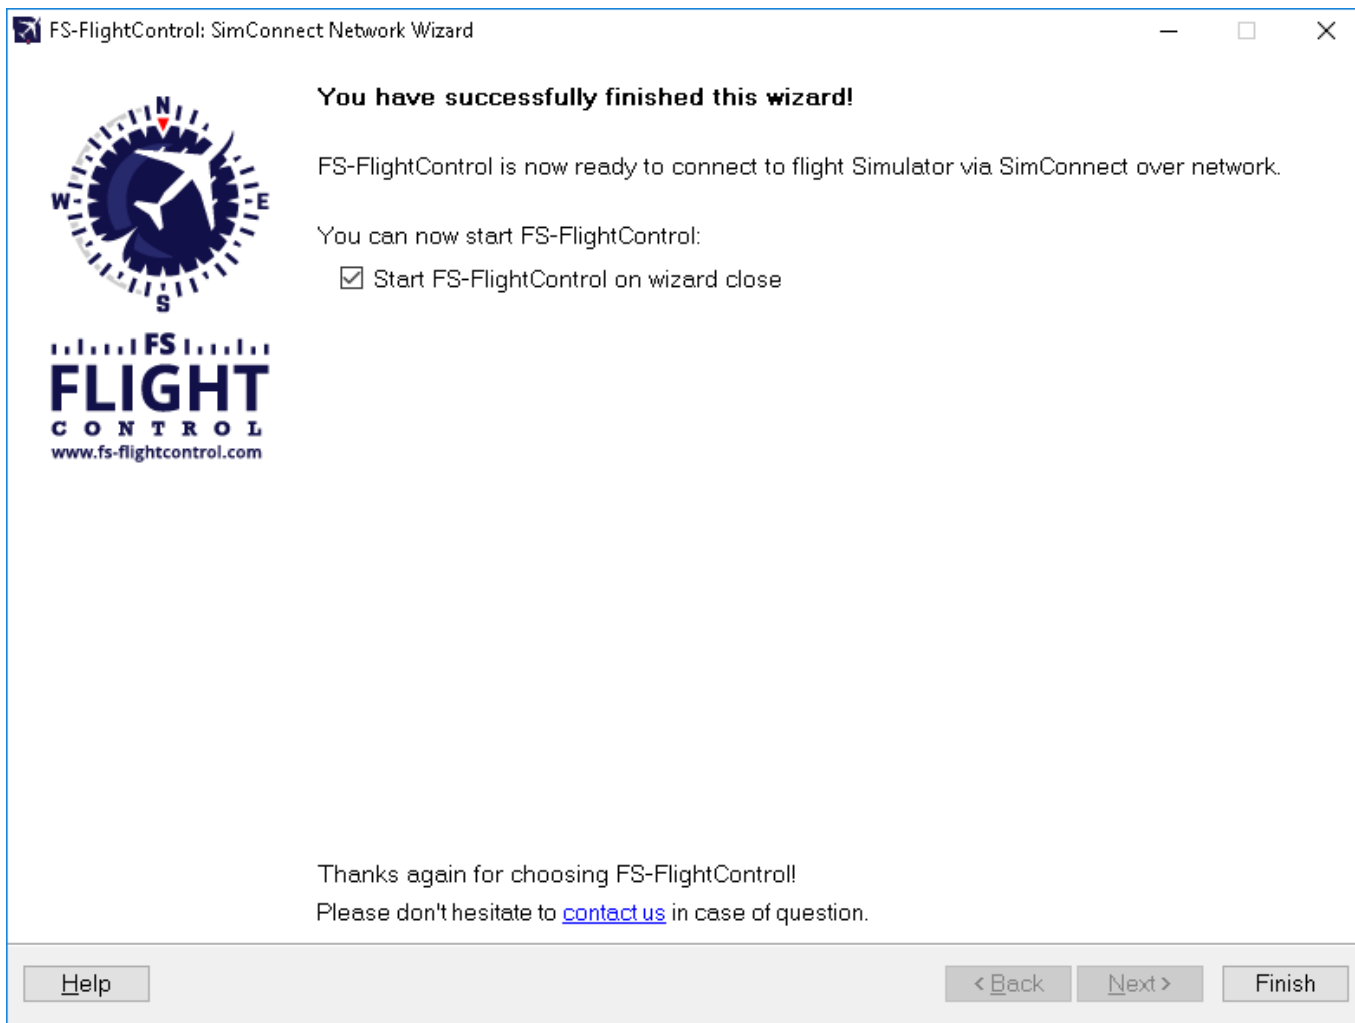 FS-FlightControl: SimConnect Network Wizard
You have successfully finished this wizard!
FS-FlightControl is now ready to connect to flight Simulator via SimConnect over network.
You can now start FS-FlightControl:
Start FS-FlightControl on wizard close
N
W
E
S
FS
FLIGHT
CONTROL
www.fs-flightcontrol.com
Thanks again for choosing FS-FlightControl!
Please don't hesitate to contact us in case of question.
Help
< Back
Next >
Finish